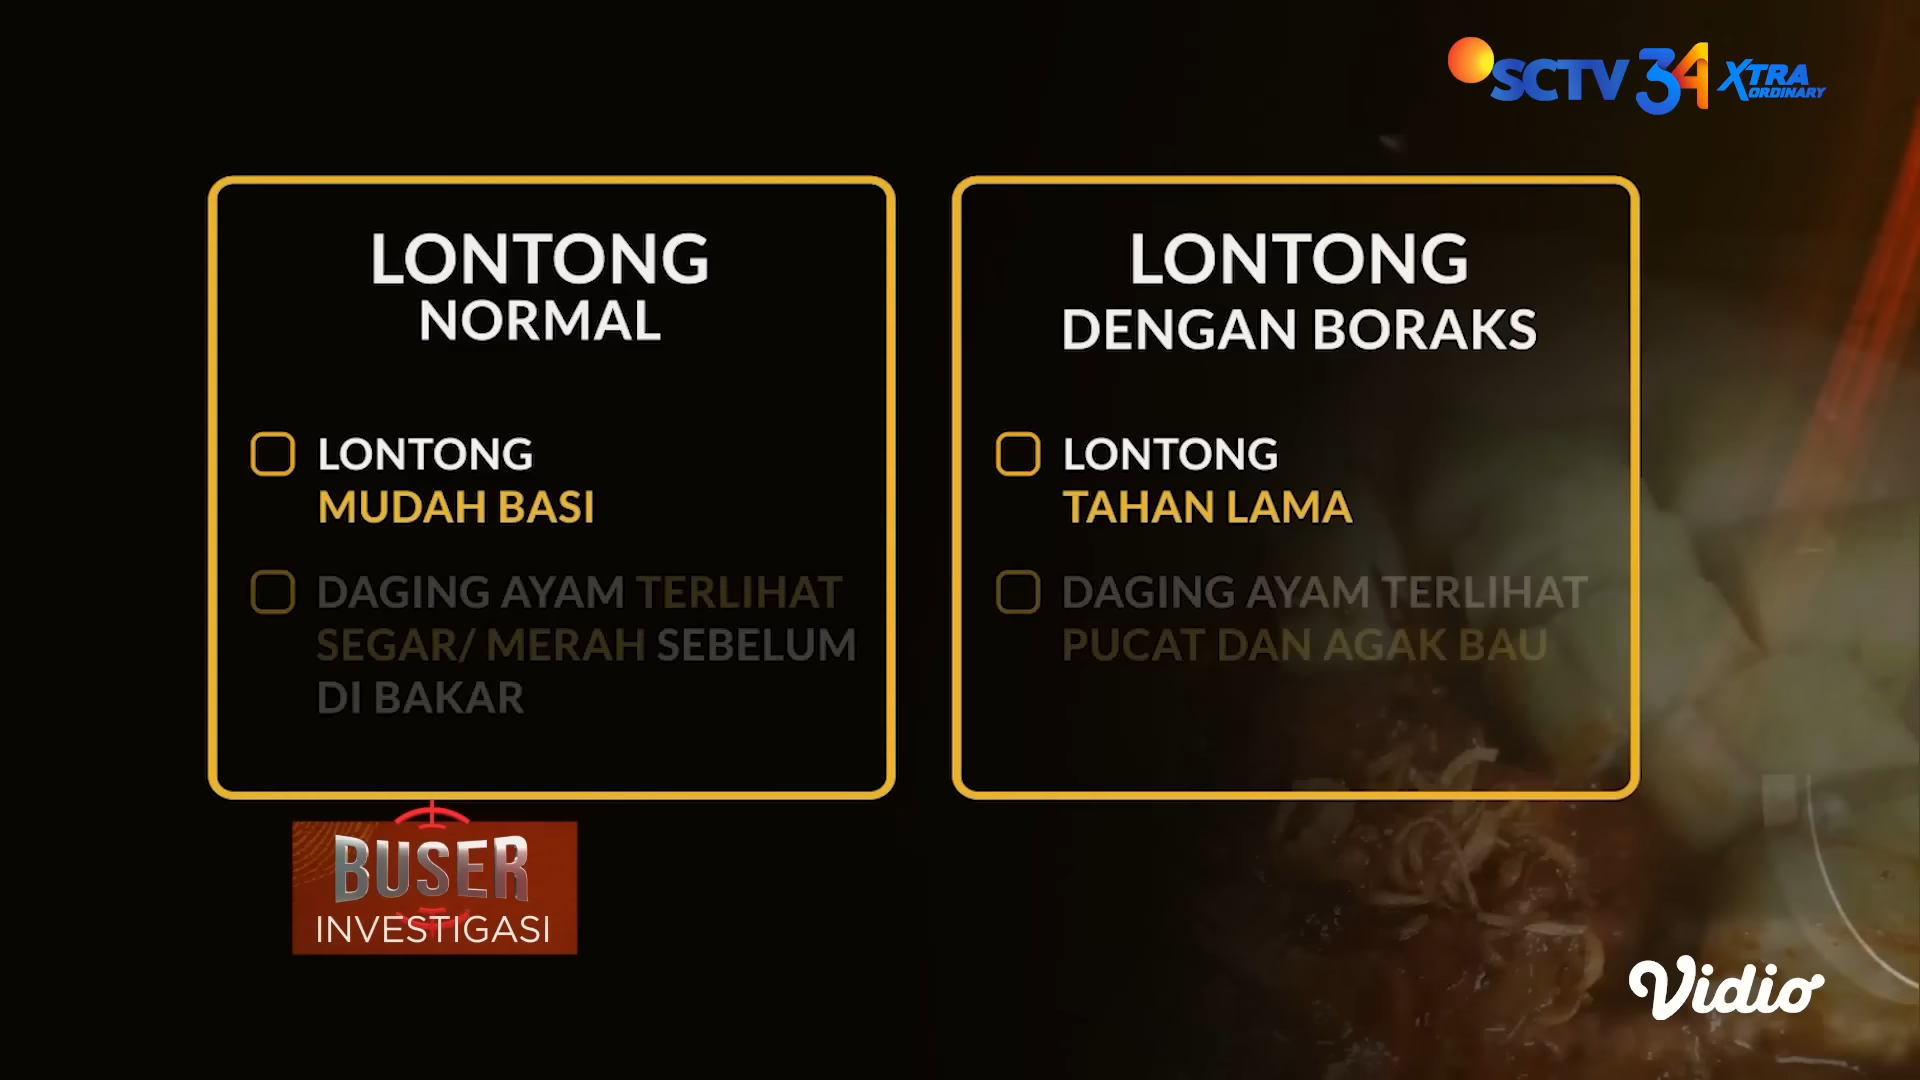 SCTV 34 XTRA
ORDINARY
LONTONG
NORMAL
LONTONG
MUDAH BASI
DAGING AYAM TERLIHAT
SEGAR/ MERAH SEBELUM
DI BAKAR
LONTONG
DENGAN BORAKS
LONTONG
TAHAN LAMA
DAGING AYAM TERLIHAT
PUCAT DAN AGAK BAU
BUSER
INVESTIGASI
Vidio